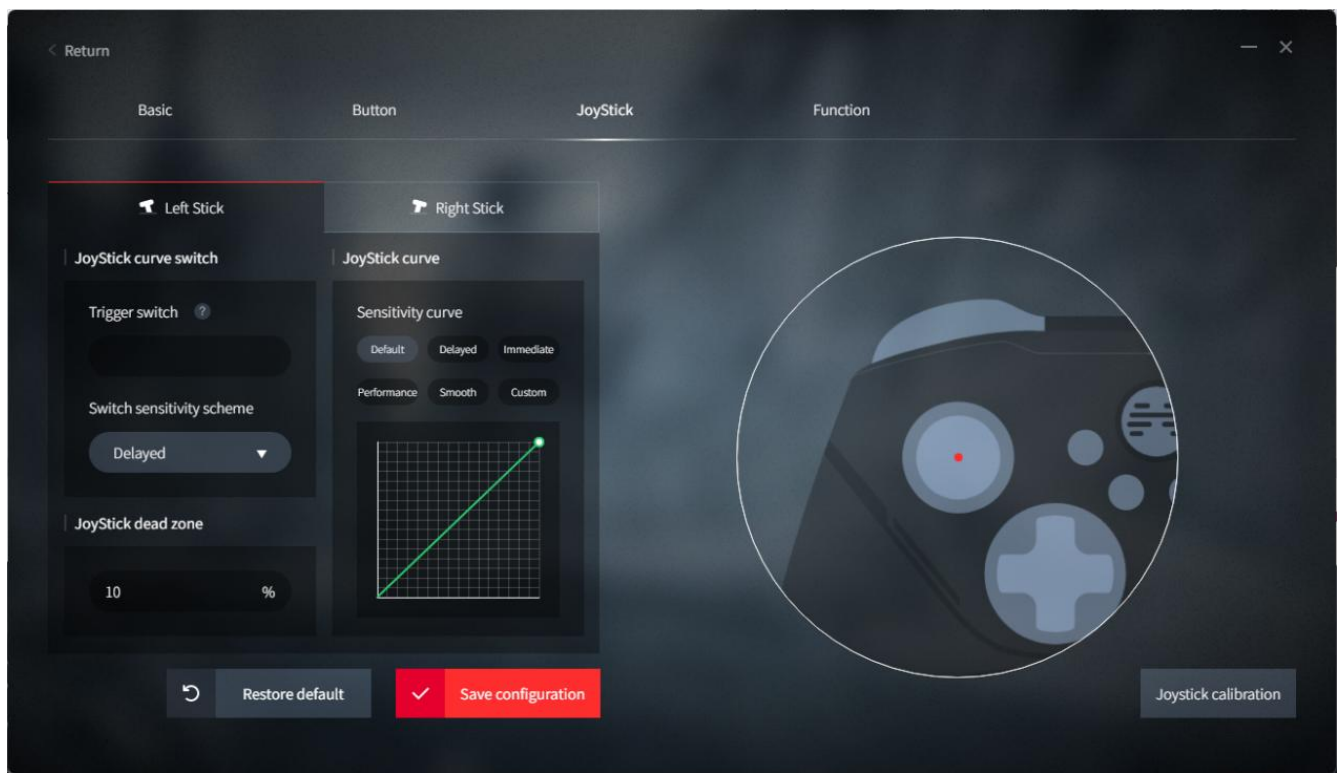 < Return
Basic
Button
JoyStick
Function
Left Stick
Right Stick
JoyStick curve switch
Trigger switch ?
Switch sensitivity scheme
Delayed
JoyStick dead zone
10 %
JoyStick curve
Sensitivity curve
Default Delayed Immediate
Performance Smooth Custom
Restore default
Save configuration
Joystick calibration